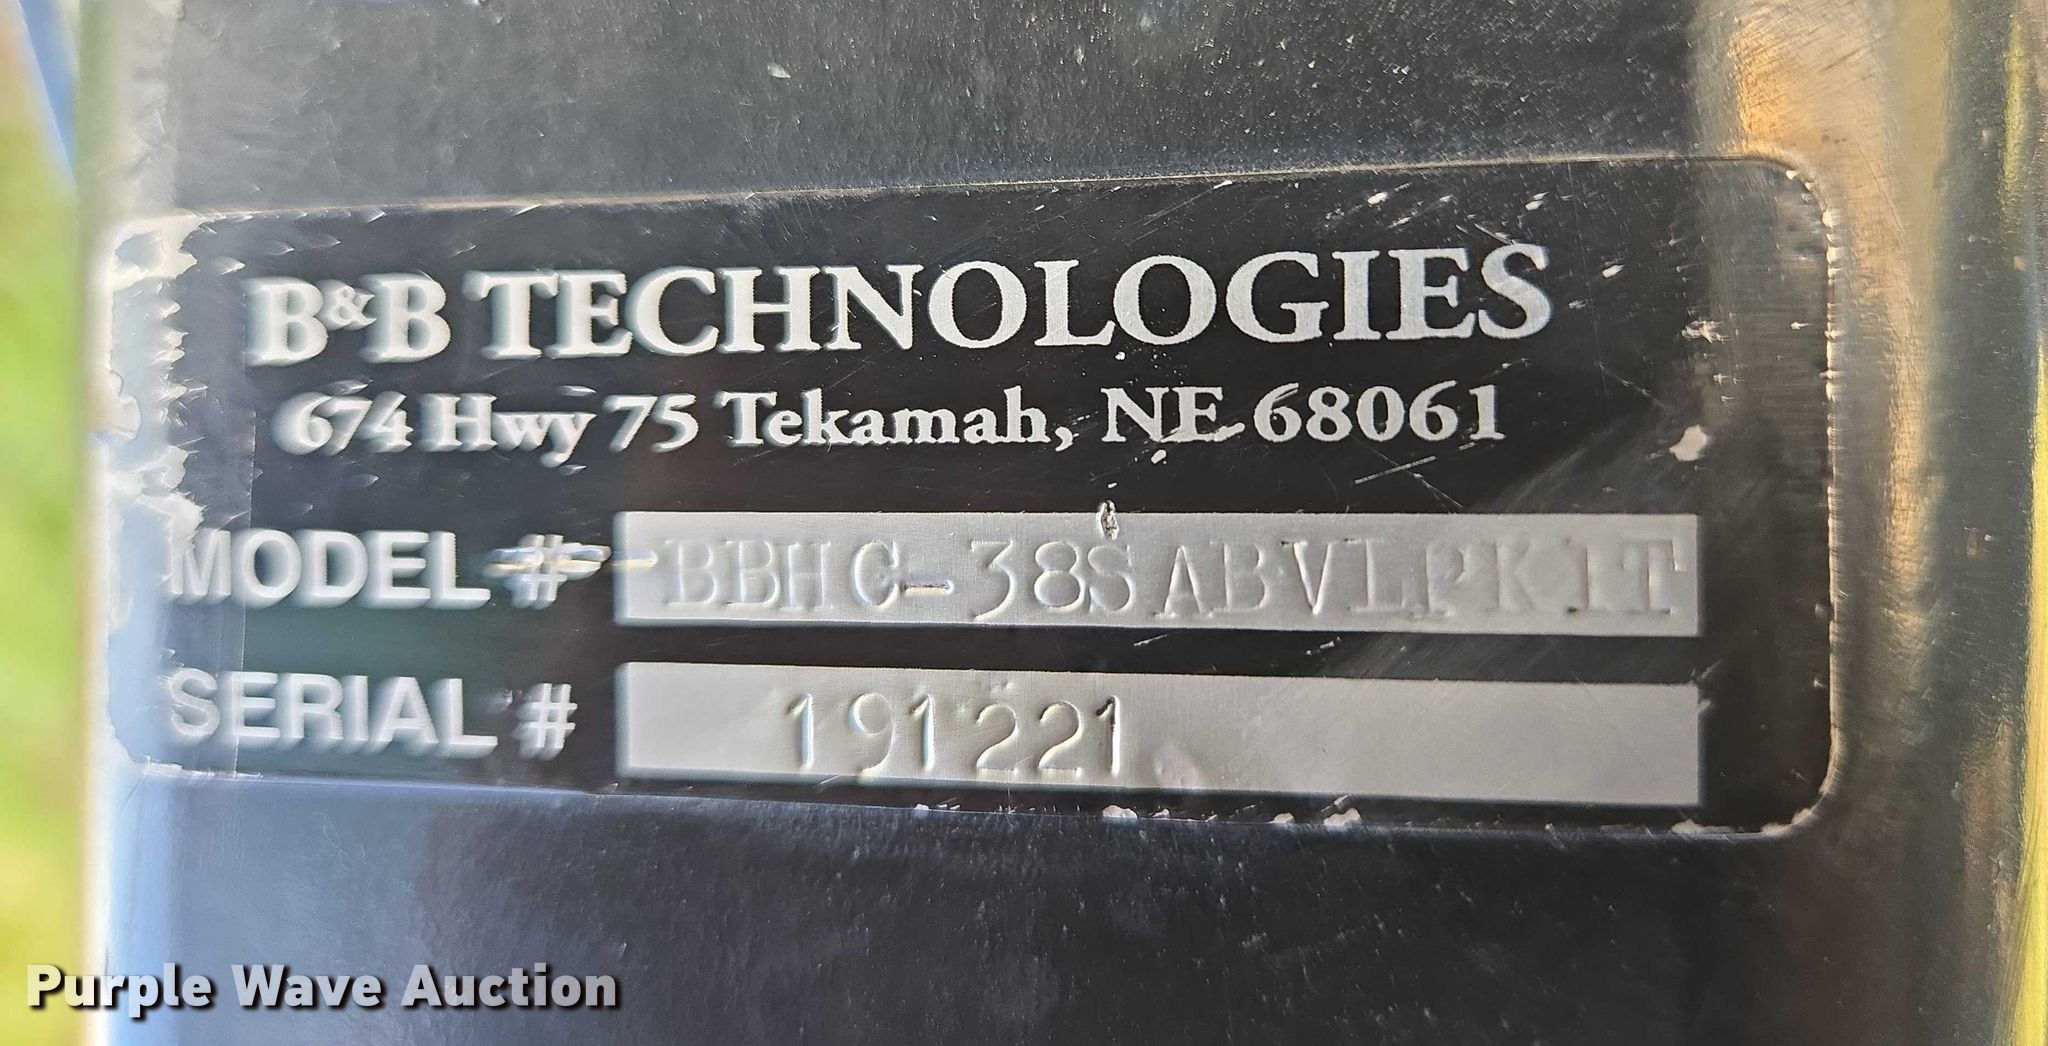 B&B TECHNOLOGIES
674 Hwy 75 Tekamah, NE 68061
MODEL # BBHC-38SABVLPKIT
SERIAL # 191221
Purple Wave Auction